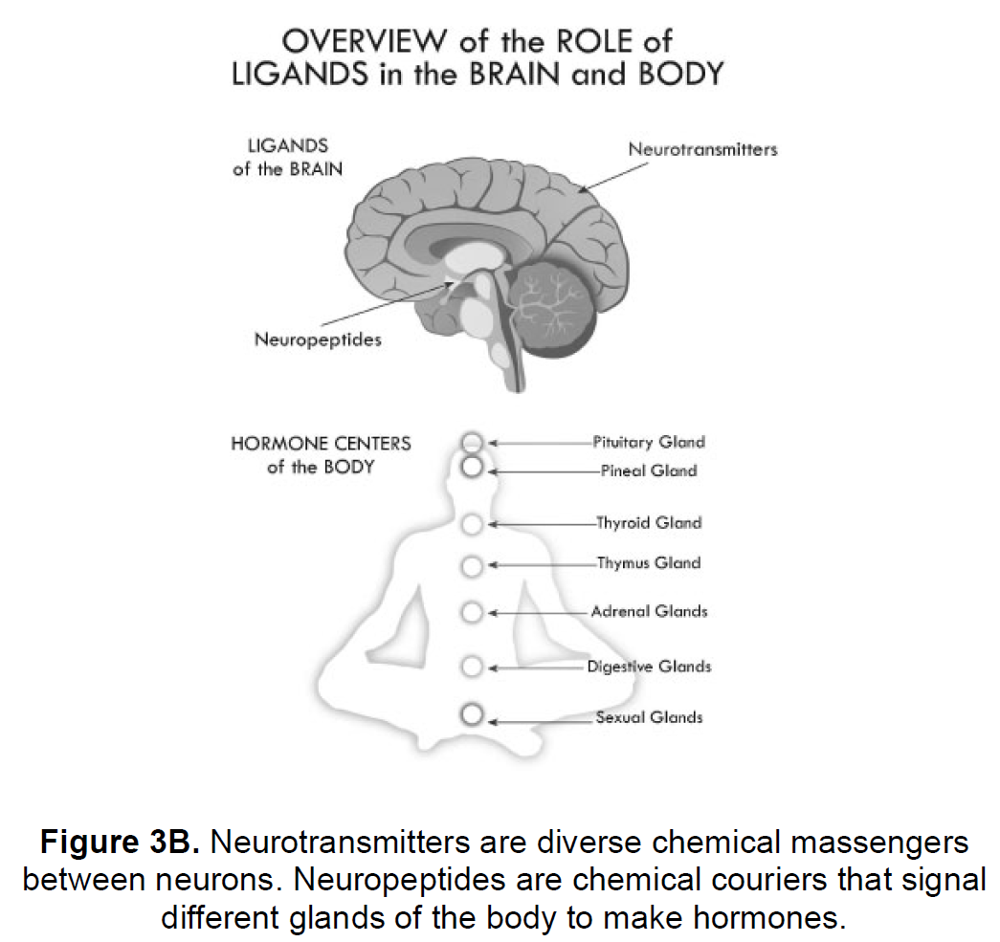 OVERVIEW of the ROLE of
LIGANDS in the BRAIN and BODY
LIGANDS
of the BRAIN
Neurotransmitters
Neuropeptides
HORMONE CENTERS
of the BODY
Pituitary Gland
Pineal Gland
Thyroid Gland
Thymus Gland
Adrenal Glands
Digestive Glands
Sexual Glands
Figure 3B. Neurotransmitters are diverse chemical massengers
between neurons. Neuropeptides are chemical couriers that signal
different glands of the body to make hormones.